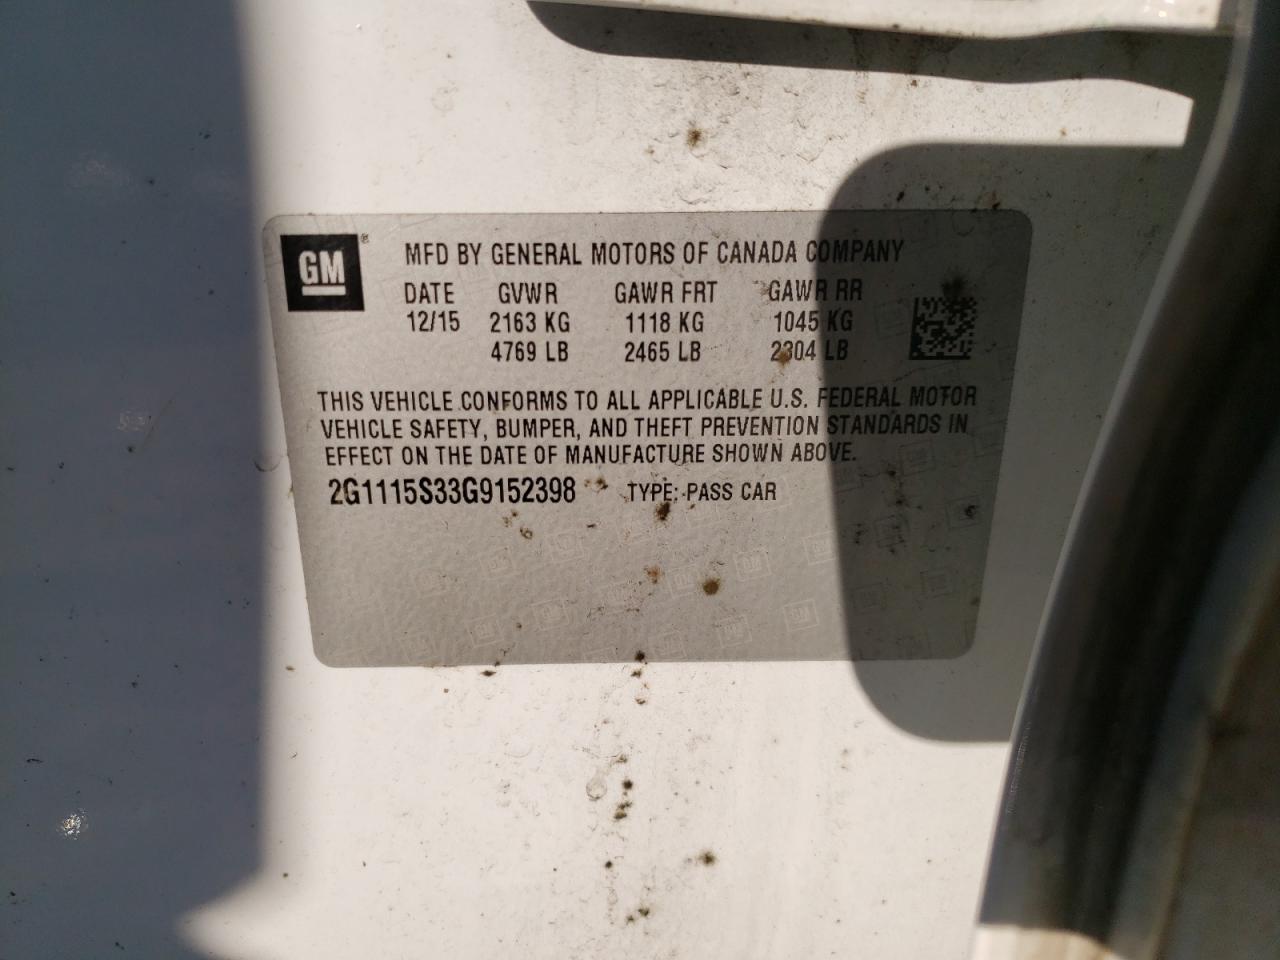 GM ®
MFD BY GENERAL MOTORS OF CANADA COMPANY
DATE GVWR GAWR FRT GAWR RR
12/15 2163 KG 1118 KG 1045 KG
4769 LB 2465 LB 2304 LB
THIS VEHICLE CONFORMS TO ALL APPLICABLE U.S. FEDERAL MOTOR
VEHICLE SAFETY, BUMPER, AND THEFT PREVENTION STANDARDS IN
EFFECT ON THE DATE OF MANUFACTURE SHOWN ABOVE.
2G1115S33G9152398 TYPE: PASS CAR